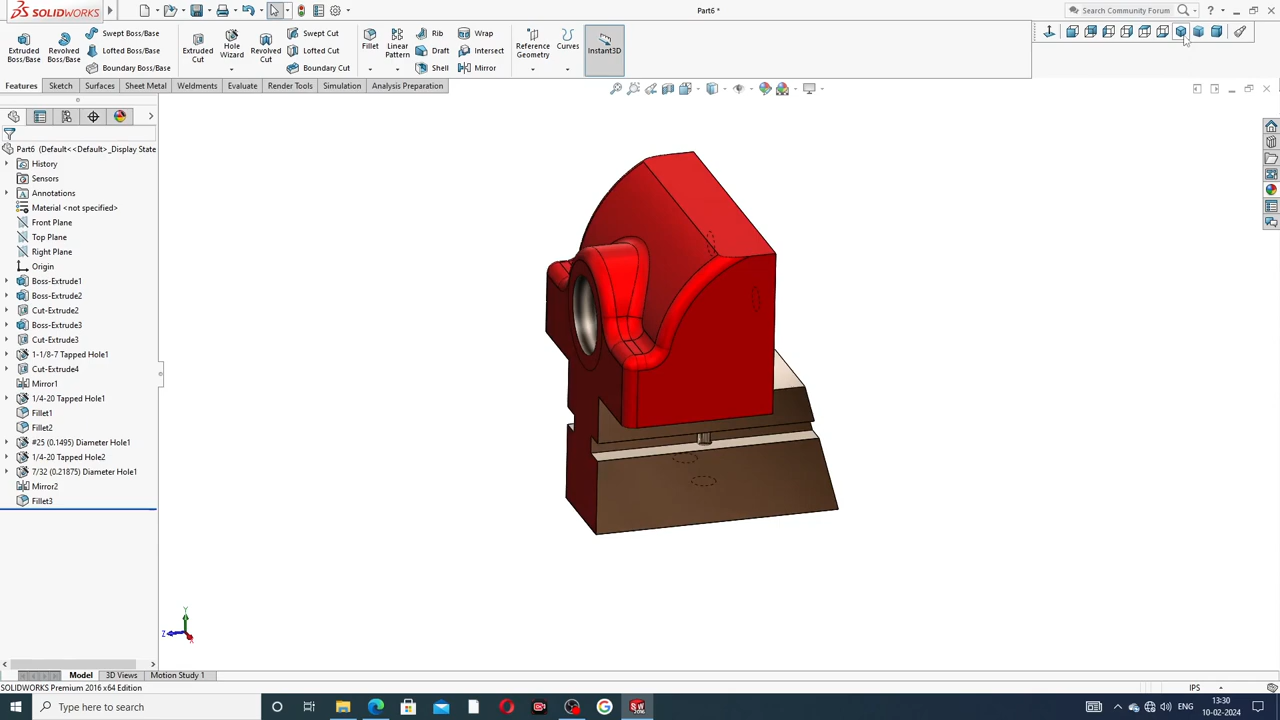 SOLIDWORKS
Part6 *
Search Community Forum
Extruded Boss/Base
Revolved Boss/Base
Swept Boss/Base
Lofted Boss/Base
Boundary Boss/Base
Extruded Cut
Hole Wizard
Revolved Cut
Swept Cut
Lofted Cut
Boundary Cut
Fillet
Linear Pattern
Rib
Draft
Shell
Wrap
Intersect
Mirror
Reference Geometry
Curves
Instant3D
Features
Sketch
Surfaces
Sheet Metal
Weldments
Evaluate
Render Tools
Simulation
Analysis Preparation
Part6 (Default<<Default>_Display State
History
Sensors
Annotations
Material <not specified>
Front Plane
Top Plane
Right Plane
Origin
Boss-Extrude1
Boss-Extrude2
Cut-Extrude2
Boss-Extrude3
Cut-Extrude3
1-1/8-7 Tapped Hole1
Cut-Extrude4
Mirror1
1/4-20 Tapped Hole1
Fillet1
Fillet2
#25 (0.1495) Diameter Hole1
1/4-20 Tapped Hole2
7/32 (0.21875) Diameter Hole1
Mirror2
Fillet3
Y
Z
X
Model
3D Views
Motion Study 1
SOLIDWORKS Premium 2016 x64 Edition
IPS
Type here to search
ENG
13:30
10-02-2024